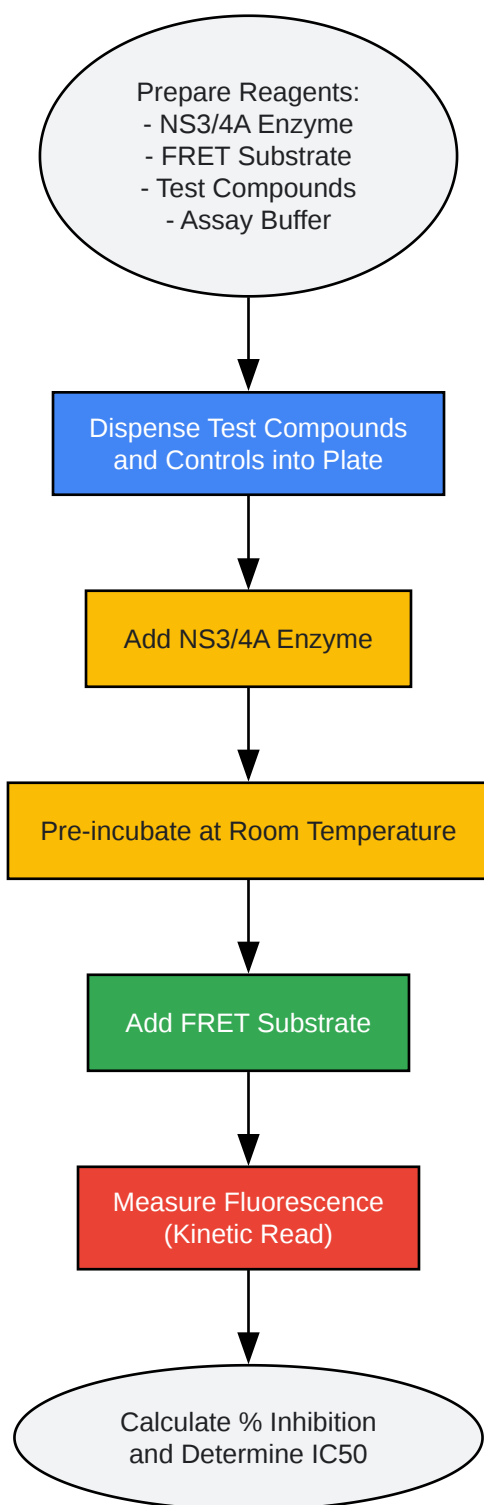 Prepare Reagents:
- NS3/4A Enzyme
- FRET Substrate
- Test Compounds
- Assay Buffer
Dispense Test Compounds
and Controls into Plate
Add NS3/4A Enzyme
Pre-incubate at Room Temperature
Add FRET Substrate
Measure Fluorescence
(Kinetic Read)
Calculate % Inhibition
and Determine IC50